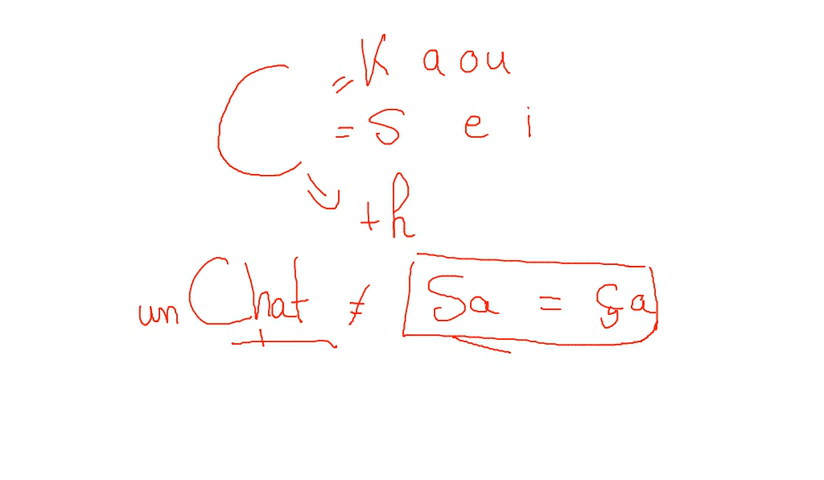 C = K a o u
= S e i
+ h
un Chat ≠ Sa = ça